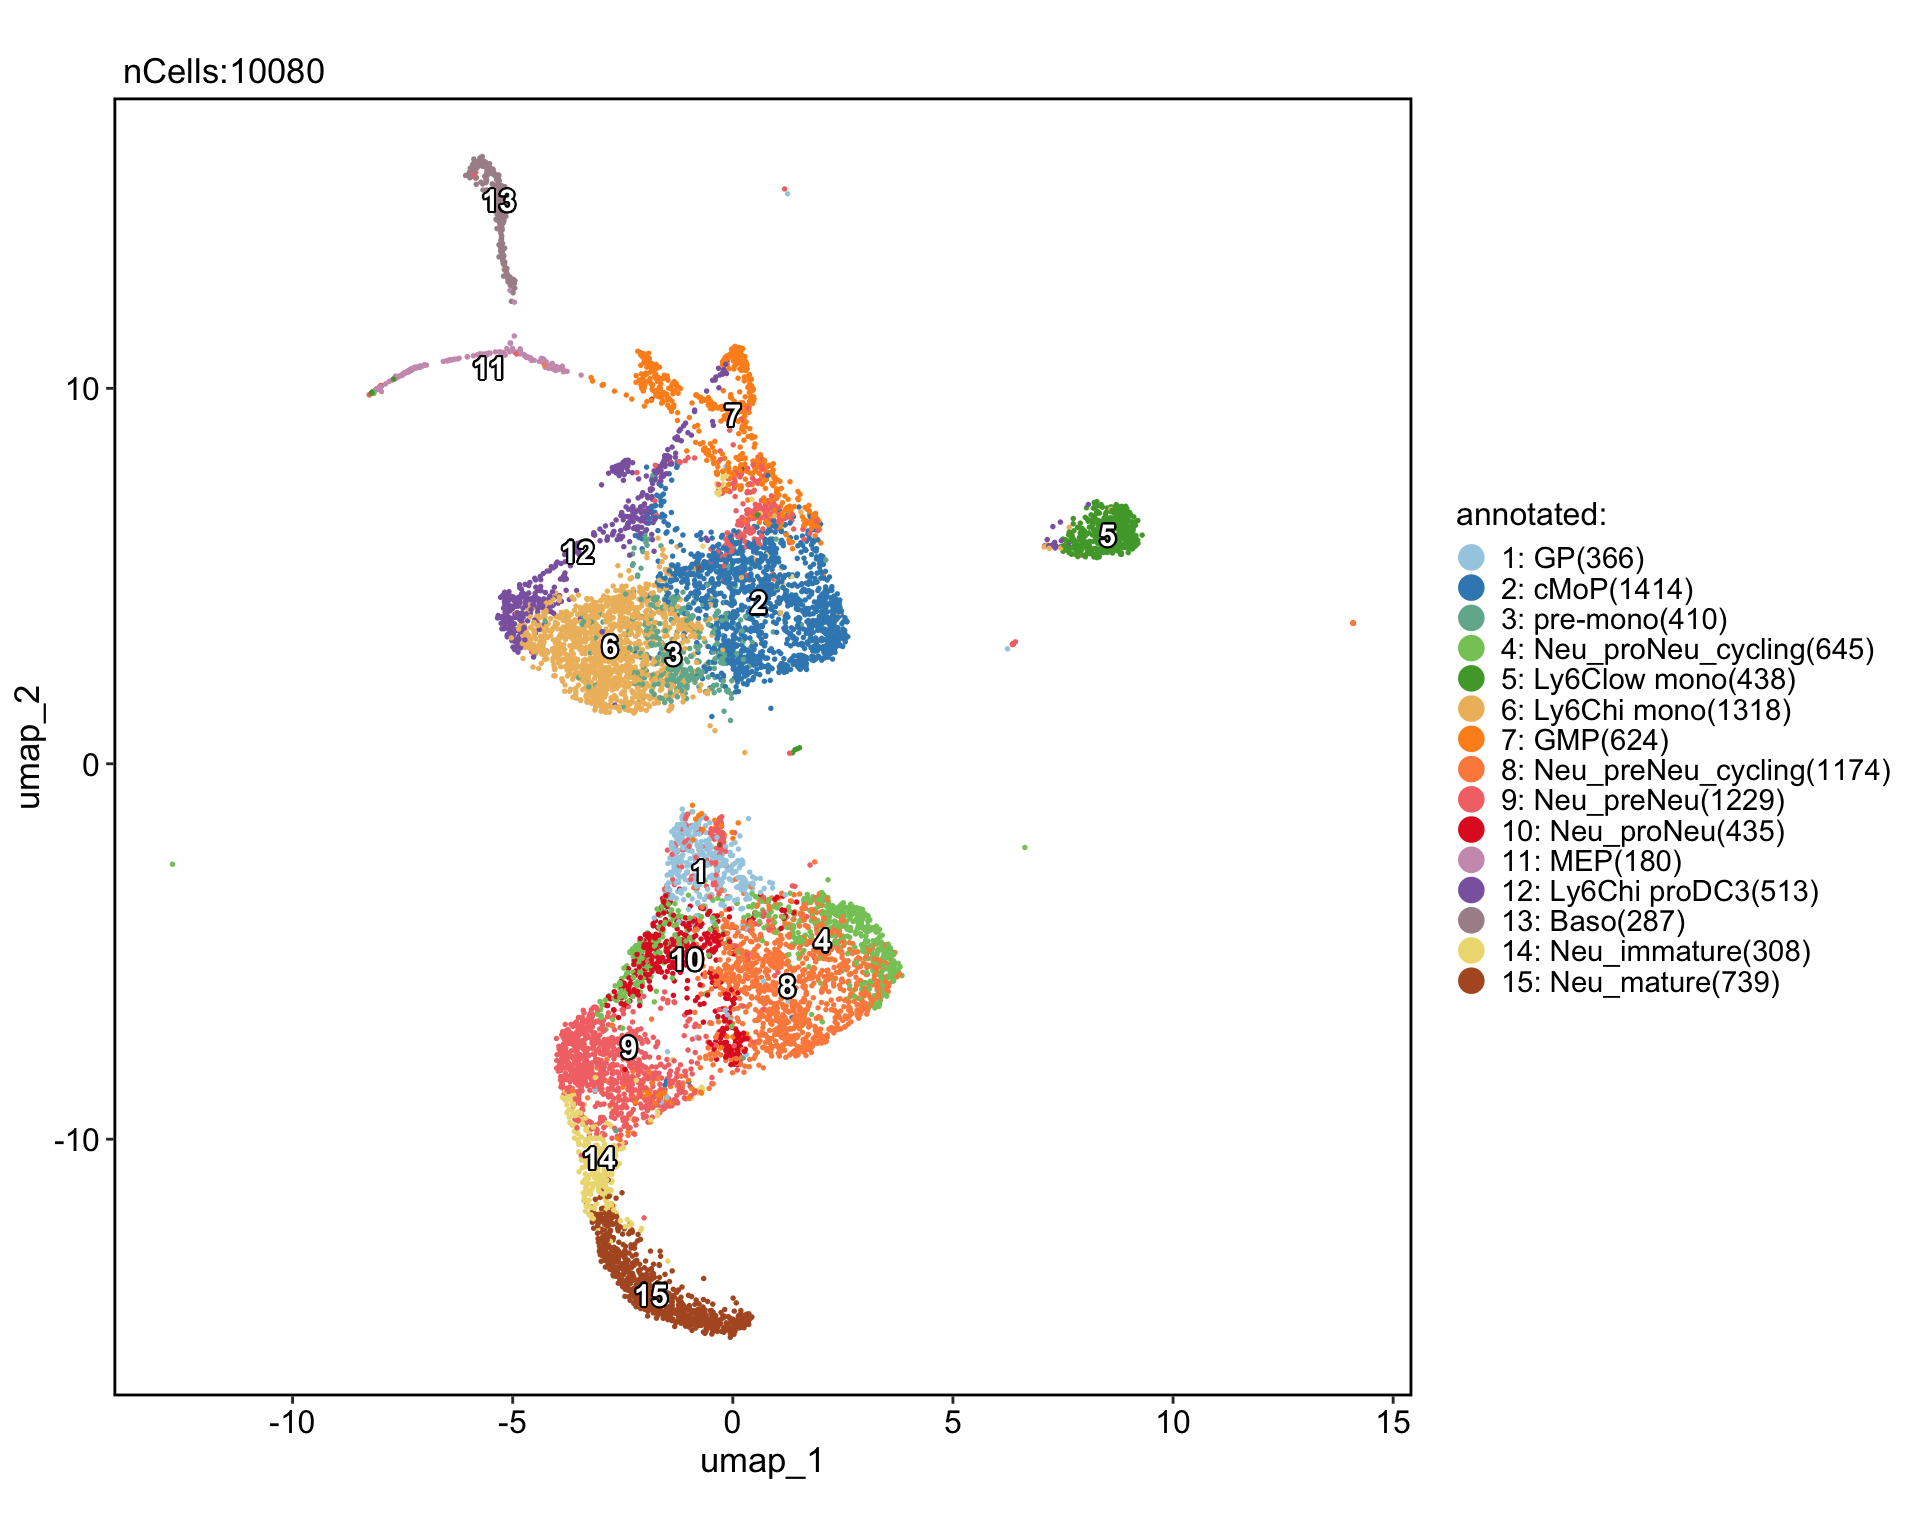 nCells:10080
13
11
7
12
5
2
6
3
1
4
10
8
9
14
15
10
0
-10
umap_2
-10 -5 0 5 10 15
umap_1
annotated:
1: GP(366)
2: cMoP(1414)
3: pre-mono(410)
4: Neu_proNeu_cycling(645)
5: Ly6Clow mono(438)
6: Ly6Chi mono(1318)
7: GMP(624)
8: Neu_preNeu_cycling(1174)
9: Neu_preNeu(1229)
10: Neu_proNeu(435)
11: MEP(180)
12: Ly6Chi proDC3(513)
13: Baso(287)
14: Neu_immature(308)
15: Neu_mature(739)